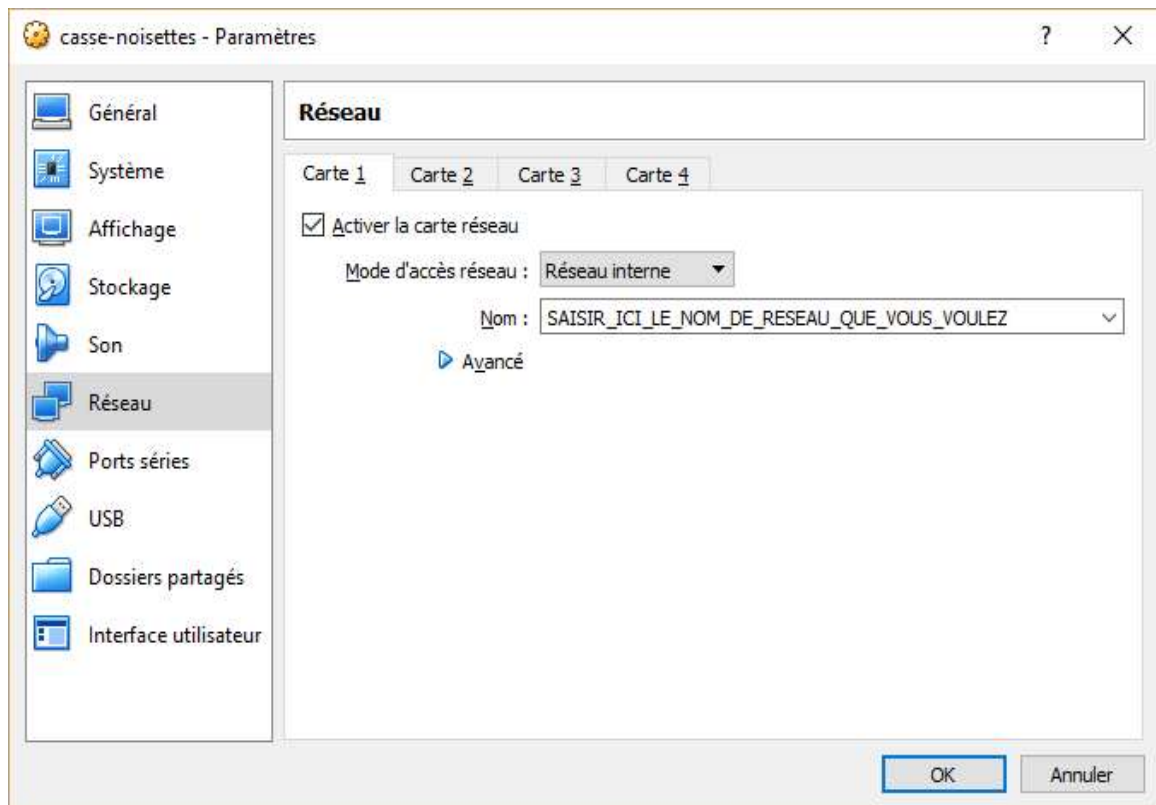 casse-noisettes - Paramètres
?
Général
Système
Affichage
Stockage
Son
Réseau
Ports séries
USB
Dossiers partagés
Interface utilisateur
Réseau
Carte 1 Carte 2 Carte 3 Carte 4
Activer la carte réseau
Mode d'accès réseau : Réseau interne
Nom : SAISIR_ICI_LE_NOM_DE_RESEAU_QUE_VOUS_VOULEZ
Avancé
OK Annuler